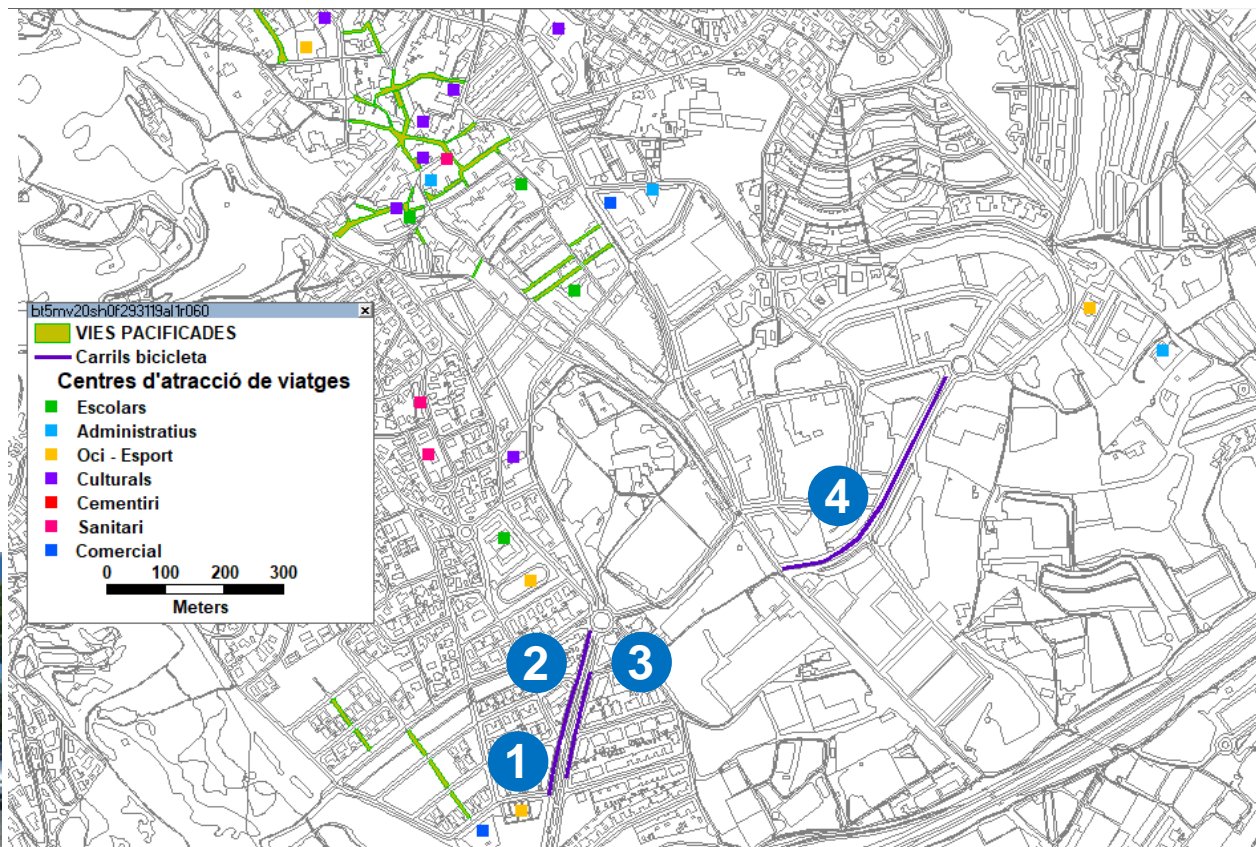 bt5mv20sh0f293119al1r060
VIES PACIFICADES
Carrils bicicleta
Centres d'atracció de viatges
Escolars
Administratius
Oci - Esport
Culturals
Cementiri
Sanitari
Comercial
0 100 200 300
Meters
4
2
3
1